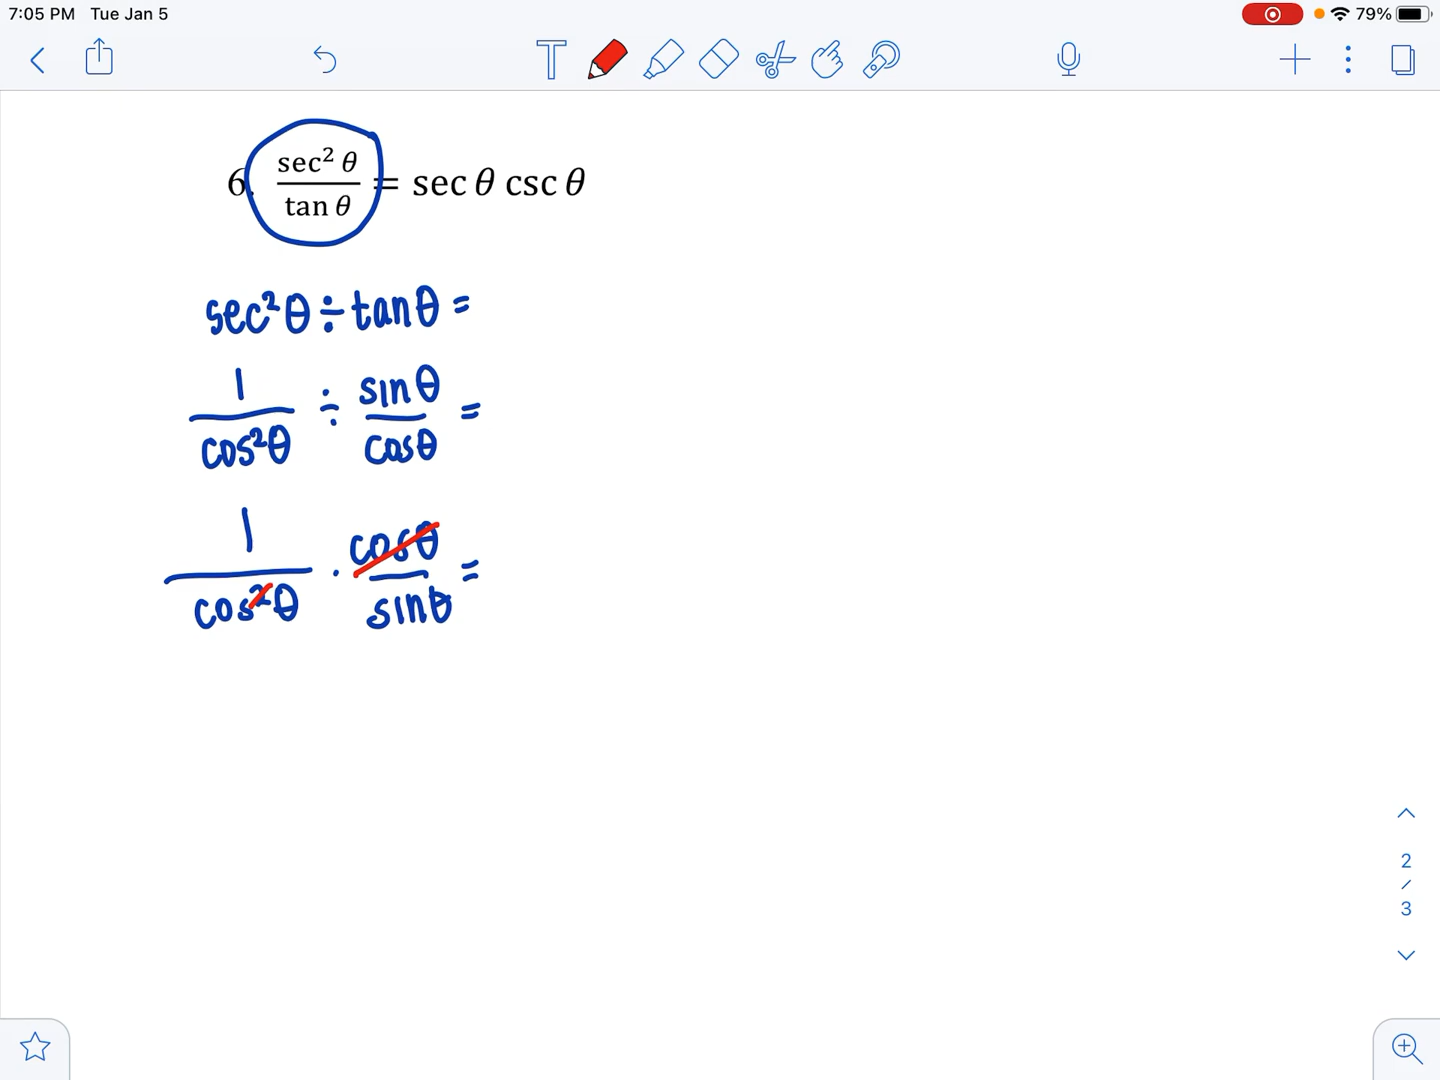 7:05 PM Tue Jan 5 79%
6. sec² θ / tan θ = sec θ csc θ
sec²θ ÷ tanθ =
1/cos²θ ÷ sinθ/cosθ =
1/cos²θ · cosθ/sinθ =
2
/
3